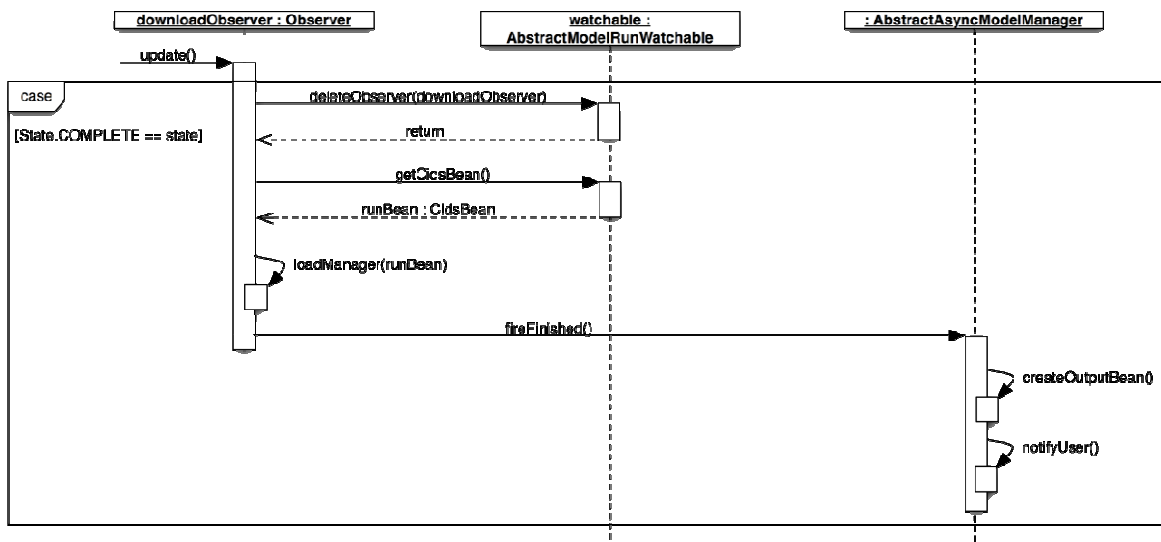 downloadObserver : Observer
watchable :
AbstractModelRunWatchable
: AbstractAsyncModelManager
update()
case
deleteObserver(downloadObserver)
[State.COMPLETE == state]
return
getCidsBean()
runBean : CidsBean
loadManager(runBean)
fireFinished()
createOutputBean()
notifyUser()